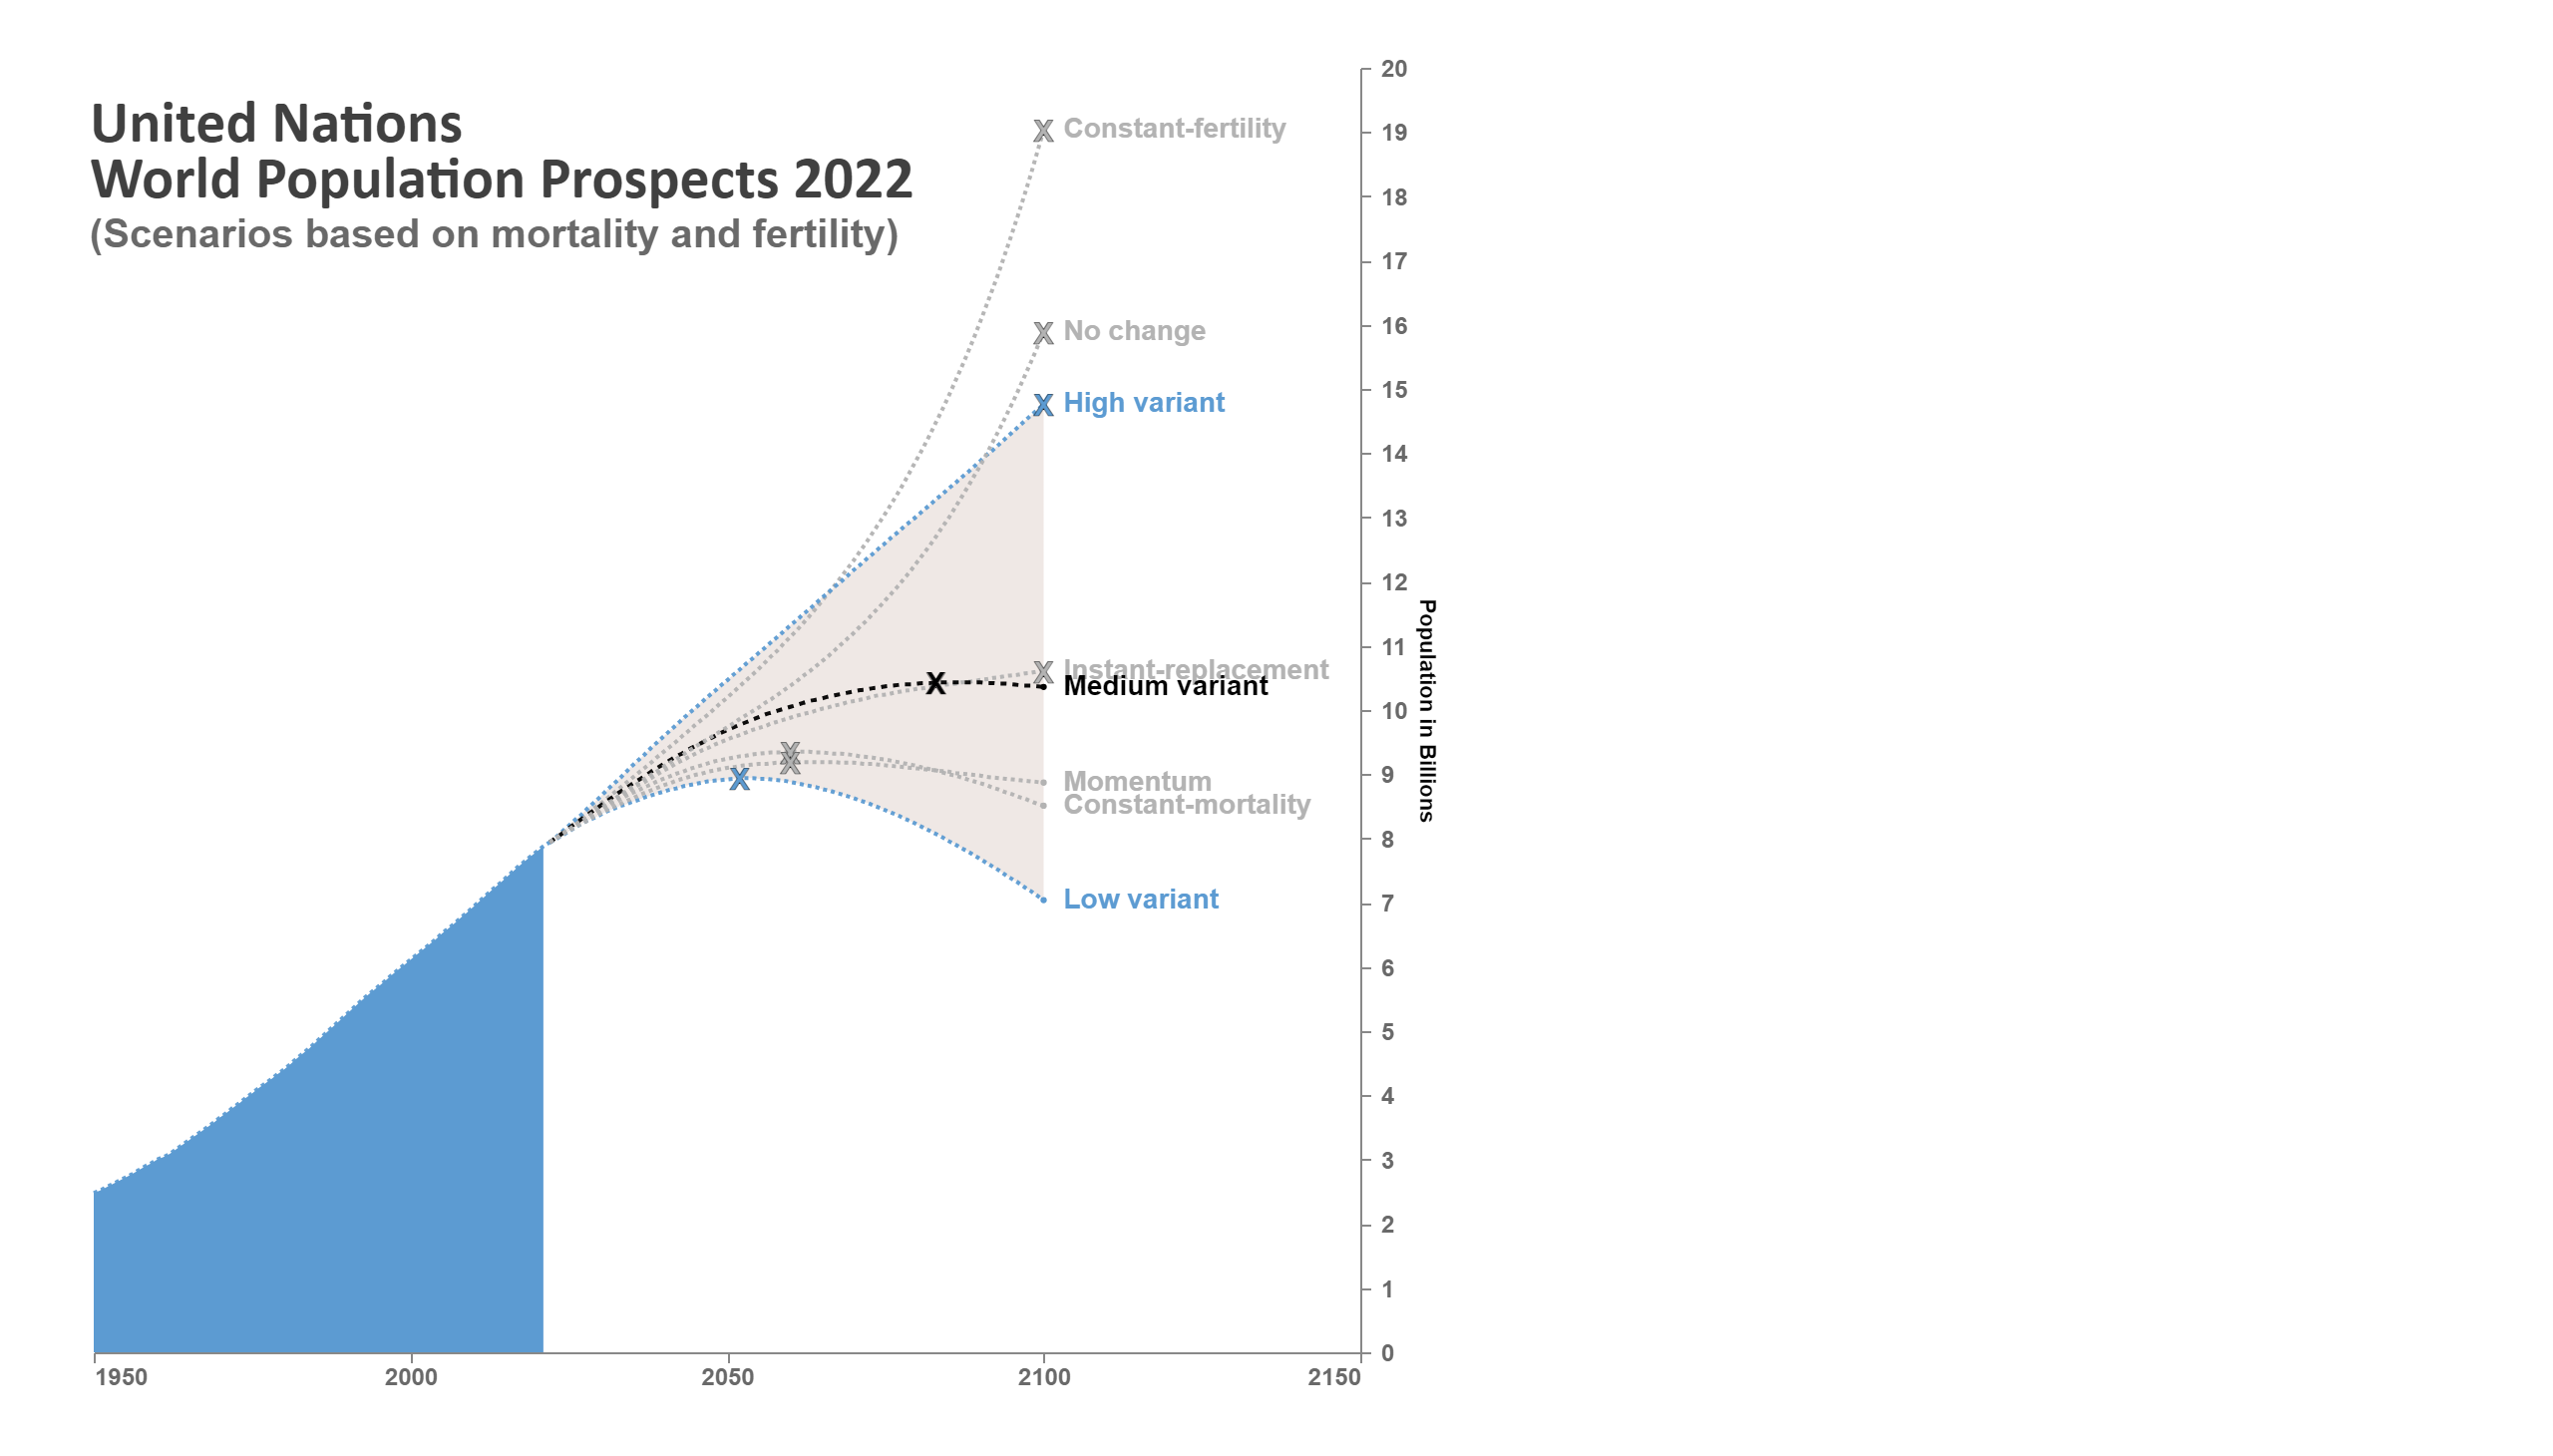 United Nations
World Population Prospects 2022
(Scenarios based on mortality and fertility)
20
19
18
17
16
15
14
13
12
11
10
9
8
7
6
5
4
3
2
1
0
Population in Billions
X Constant-fertility
X No change
X High variant
X Instant-replacement
X
Medium variant
X
X
X
Momentum
Constant-mortality
Low variant
1950 2000 2050 2100 2150